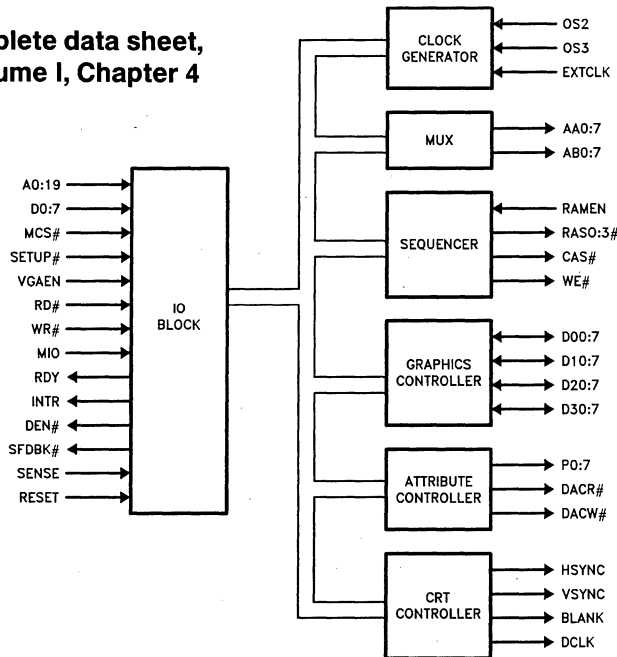 plete data sheet,
ume I, Chapter 4
A0:19
D0:7
MCS#
SETUP#
VGAEN
RD#
WR#
MIO
RDY
INTR
DEN#
SFDBK#
SENSE
RESET
IO
BLOCK
CLOCK
GENERATOR
OS2
OS3
EXTCLK
MUX
AA0:7
AB0:7
SEQUENCER
RAMEN
RAS0:3#
CAS#
WE#
GRAPHICS
CONTROLLER
D00:7
D10:7
D20:7
D30:7
ATTRIBUTE
CONTROLLER
P0:7
DACR#
DACW#
CRT
CONTROLLER
HSYNC
VSYNC
BLANK
DCLK